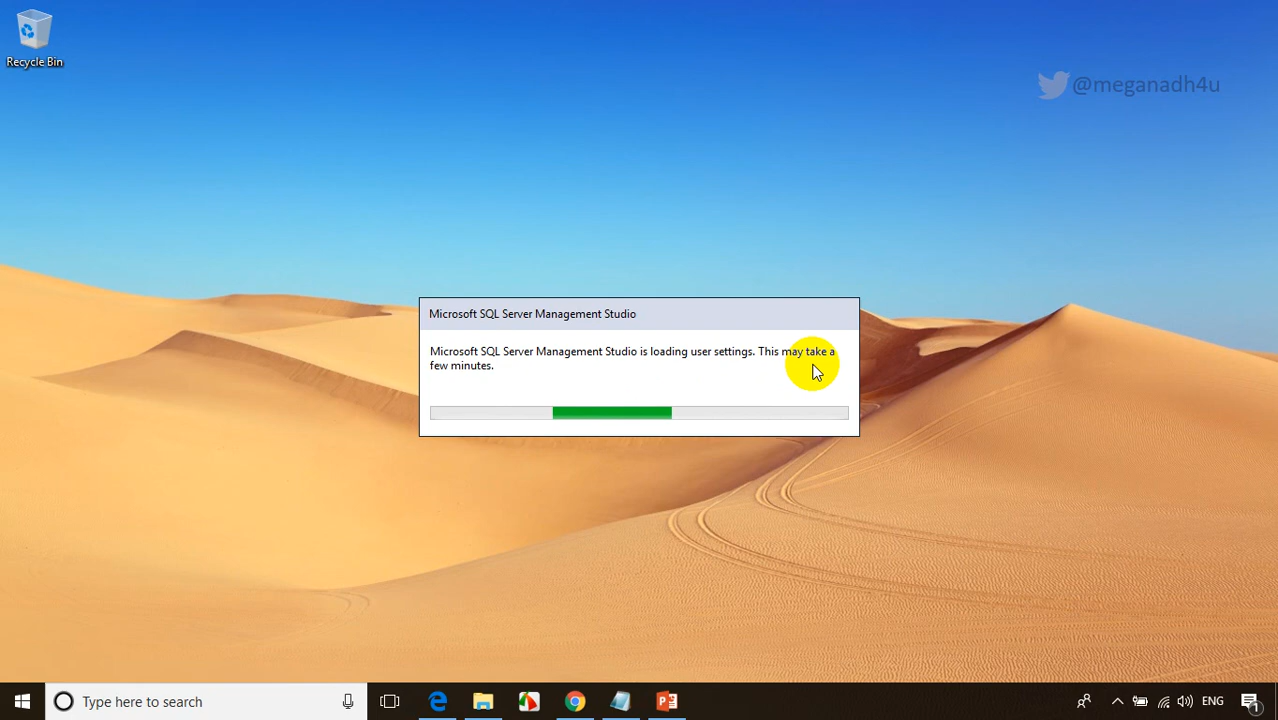 Recycle Bin
@meganadh4u
Microsoft SQL Server Management Studio
Microsoft SQL Server Management Studio is loading user settings. This may take a
few minutes.
Type here to search
ENG
1